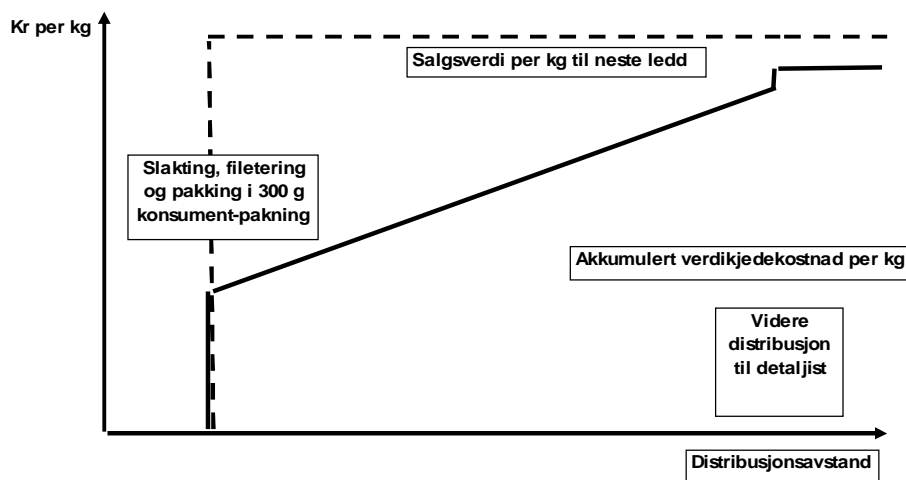 Kr per kg
Salgsverdi per kg til neste ledd
Slakting, filetering
og pakking i 300 g
konsument-pakning
Akkumulert verdikjedekostnad per kg
Videre
distribusjon
til detaljist
Distribusjonsavstand